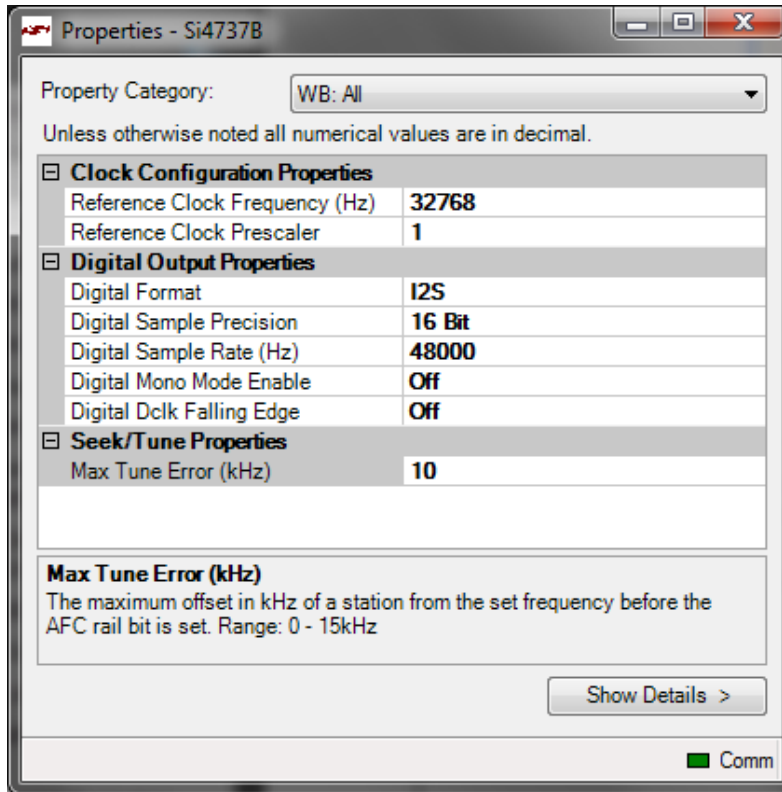 Properties - Si4737B
Property Category: WB: All
Unless otherwise noted all numerical values are in decimal.
Clock Configuration Properties
Reference Clock Frequency (Hz) 32768
Reference Clock Prescaler 1
Digital Output Properties
Digital Format I2S
Digital Sample Precision 16 Bit
Digital Sample Rate (Hz) 48000
Digital Mono Mode Enable Off
Digital Dclk Falling Edge Off
Seek/Tune Properties
Max Tune Error (kHz) 10
Max Tune Error (kHz)
The maximum offset in kHz of a station from the set frequency before the
AFC rail bit is set. Range: 0 - 15kHz
Show Details >
Comm